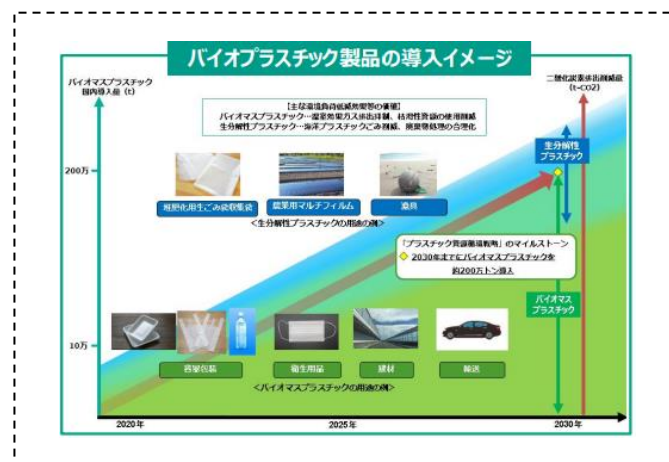 バイオプラスチック製品の導入イメージ
バイオマスプラスチック
国内導入量（t）
二酸化炭素排出削減量
(t-CO2)
【主な環境負荷低減効果等の価値】
バイオマスプラスチック…温室効果ガス排出抑制、枯渇性資源の使用削減
生分解性プラスチック…海洋プラスチックごみ削減、廃棄物処理の合理化
生分解性
プラスチック
200万
堆肥化用生ごみ袋収集袋
農業用マルチフィルム
漁具
＜生分解性プラスチックの用途の例＞
「プラスチック資源循環戦略」のマイルストーン
2030年までにバイオマスプラスチックを
約200万トン導入
バイオマス
プラスチック
10万
容器包装
衛生用品
建材
輸送
＜バイオマスプラスチックの用途の例＞
2020年
2025年
2030年